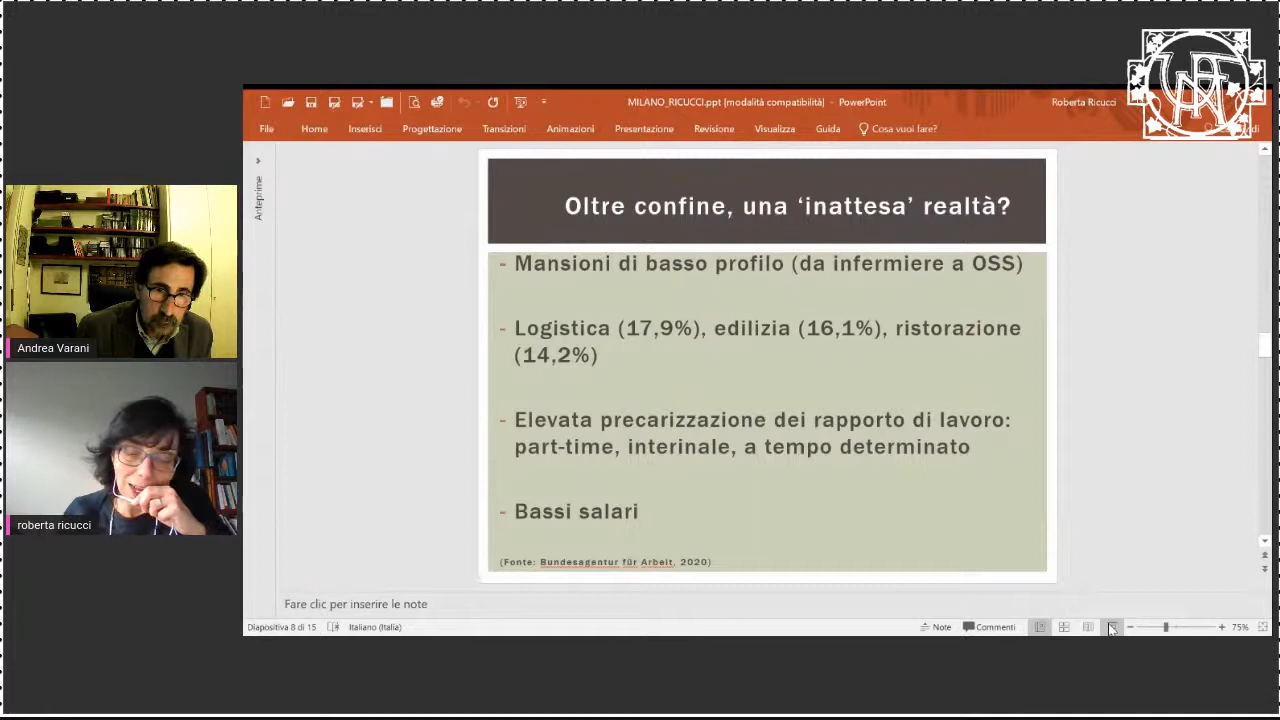 MILANO_RICUCCI.ppt [modalità compatibilità] - PowerPoint
Roberta Ricucci
File Home Inserisci Progettazione Transizioni Animazioni Presentazione Revisione Visualizza Guida Cosa vuoi fare?
Anteprime
Oltre confine, una ‘inattesa’ realtà?
- Mansioni di basso profilo (da infermiere a OSS)
- Logistica (17,9%), edilizia (16,1%), ristorazione
(14,2%)
- Elevata precarizzazione dei rapporto di lavoro:
part-time, interinale, a tempo determinato
- Bassi salari
(Fonte: Bundesagentur für Arbeit, 2020)
Andrea Varani
roberta ricucci
Fare clic per inserire le note
Diapositiva 8 di 15 Italiano (Italia) Note Commenti 75%